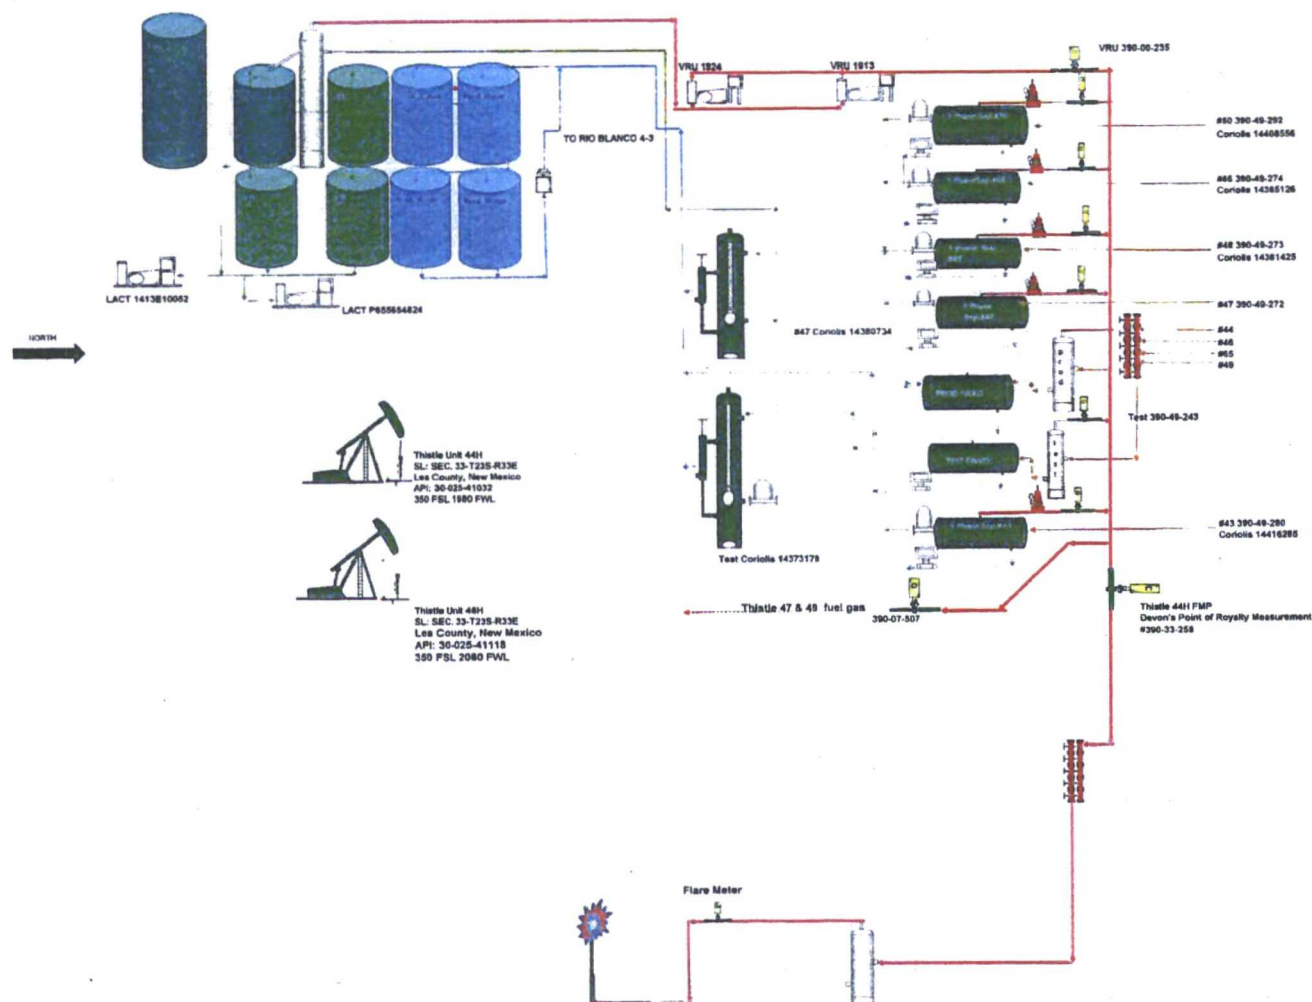 VRU 390-00-235
VRU 1924
VRU 1913
#50 390-49-292
Coriolis 14408556
TO RIO BLANCO 4-3
#65 390-49-274
Coriolis 14385126
#48 390-49-273
Coriolis 14381425
LACT 1413E10052
LACT P655654624
#47 390-49-272
#47 Coriolis 14380734
NORTH
#44
#46
#65
#49
prod
Test 390-49-243
test
Thistle Unit 44H
SL: SEC. 33-T23S-R33E
Lea County, New Mexico
API: 30-025-41032
350 FSL 1980 FWL
#43 390-49-280
Coriolis 14416285
Test Coriolis 14373178
Thistle 47 & 49 fuel gas
390-07-507
Thistle 44H FMP
Devon's Point of Royalty Measurement
#390-33-258
Thistle Unit 46H
SL: SEC. 33-T23S-R33E
Lea County, New Mexico
API: 30-025-41118
350 FSL 2060 FWL
Flare Meter